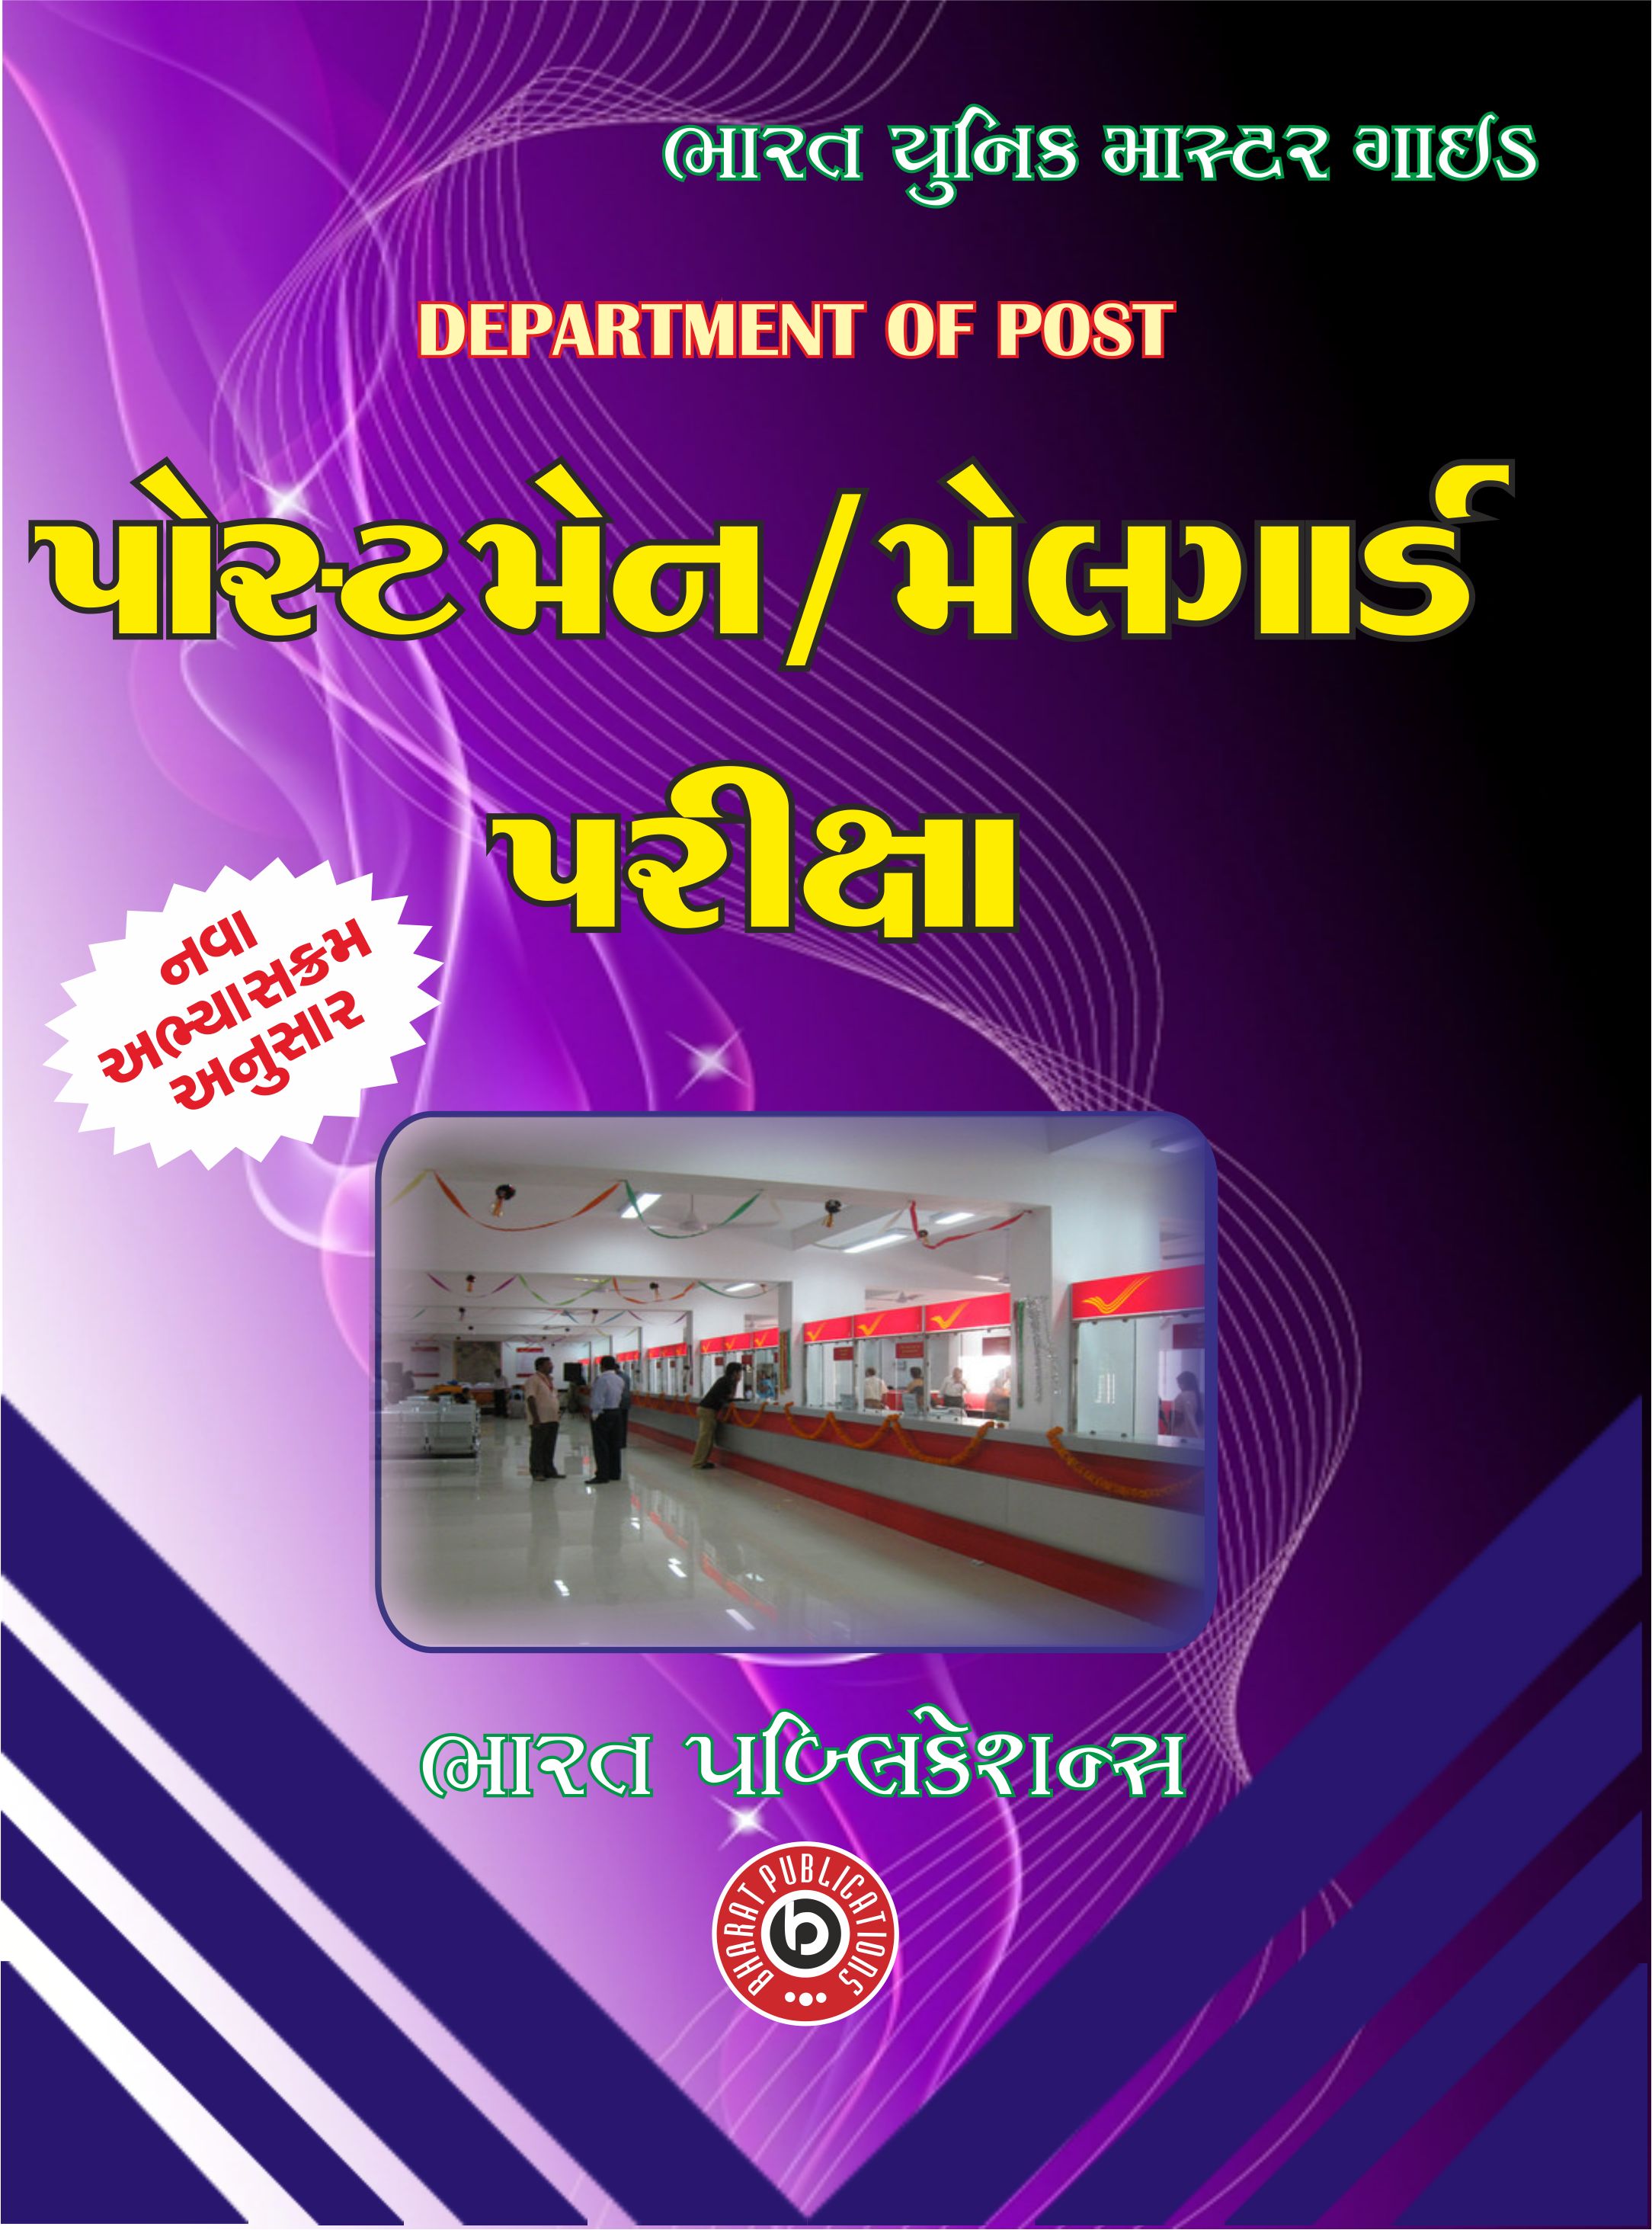 ભારત યુનિક માસ્ટર ગાઈડ
DEPARTMENT OF POST
પોસ્ટમેન / મેલગાર્ડ
પરીક્ષા
નવા
અભ્યાસક્રમ
અનુસાર
ભારત પબ્લિકેશન્સ
BHARAT PUBLICATIONS
b